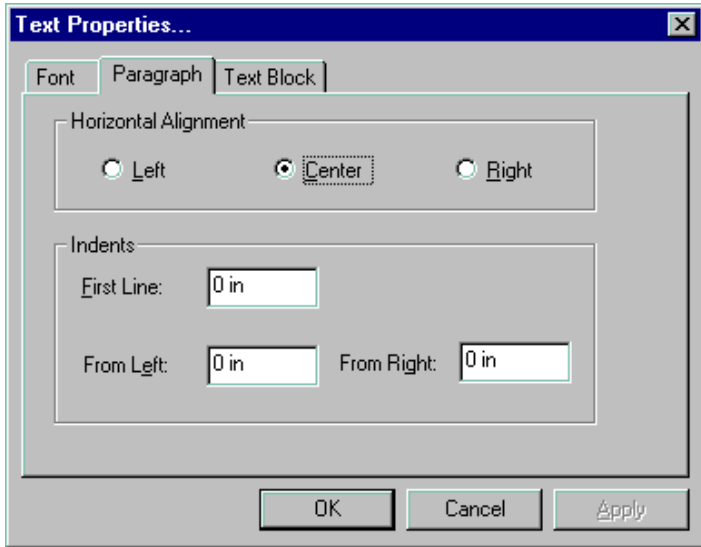 Text Properties...
Font Paragraph Text Block
Horizontal Alignment
Left Center Right
Indents
First Line: 0 in
From Left: 0 in From Right: 0 in
OK Cancel Apply